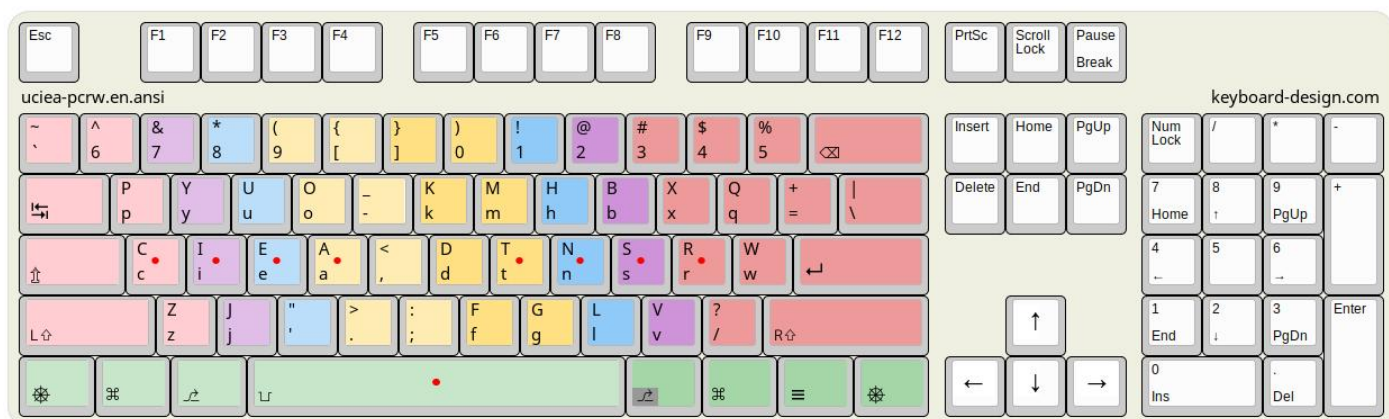 Esc F1 F2 F3 F4 F5 F6 F7 F8 F9 F10 F11 F12 PrtSc Scroll Lock Pause Break
uciea-pcrw.en.ansi keyboard-design.com
~ ^ & * ( { } ) ! @ # $ % Insert Home PgUp Num Lock / * -
` 6 7 8 9 [ ] 0 1 2 3 4 5 ⌫
P Y U O _ K M H B X Q + | Delete End PgDn 7 Home 8 ↑ 9 PgUp +
↹ p y u o - k m h b x q = \
C I E A < D T N S R W 4 ← 5 6 →
⇪ c i e a , d t n s r w ↵
Z J " > : F G L V ? ↑ 1 End 2 ↓ 3 PgDn Enter
L⇧ z j ' . ; f g l v / R⇧
⎈ ⌘ ⎇ ⊔ ⎇ ⌘ ≡ ⎈ ← ↓ → 0 Ins . Del